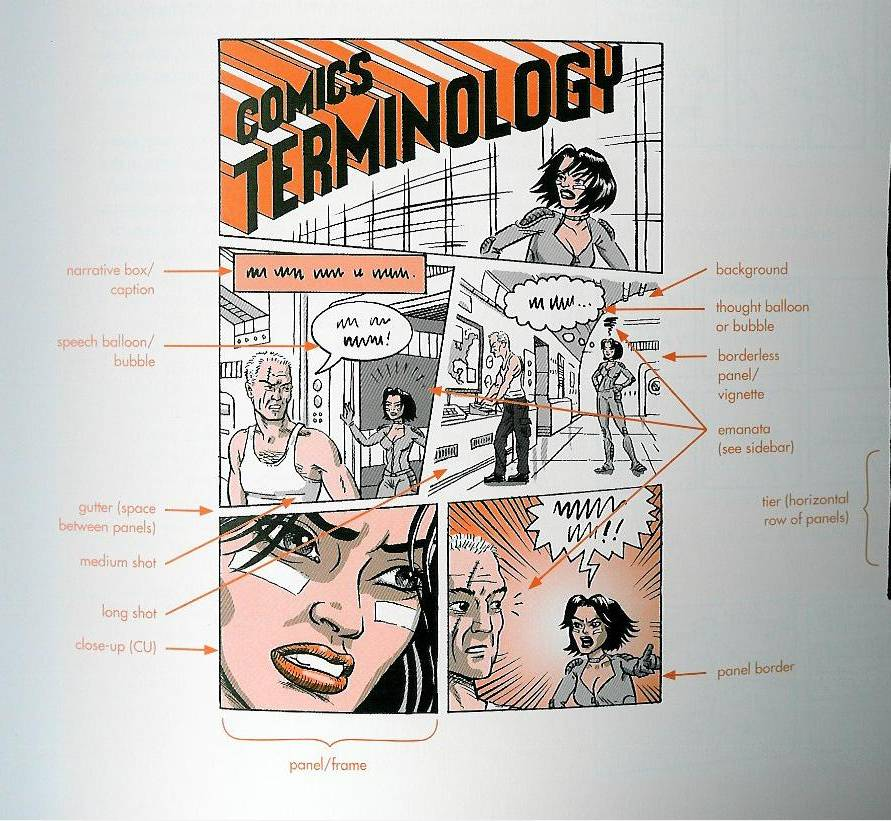 COMICS
TERMINOLOGY
narrative box/
caption
speech balloon/
bubble
gutter (space
between panels)
medium shot
long shot
close-up (CU)
panel/frame
background
thought balloon
or bubble
borderless
panel/
vignette
emanata
(see sidebar)
tier (horizontal
row of panels)
panel border